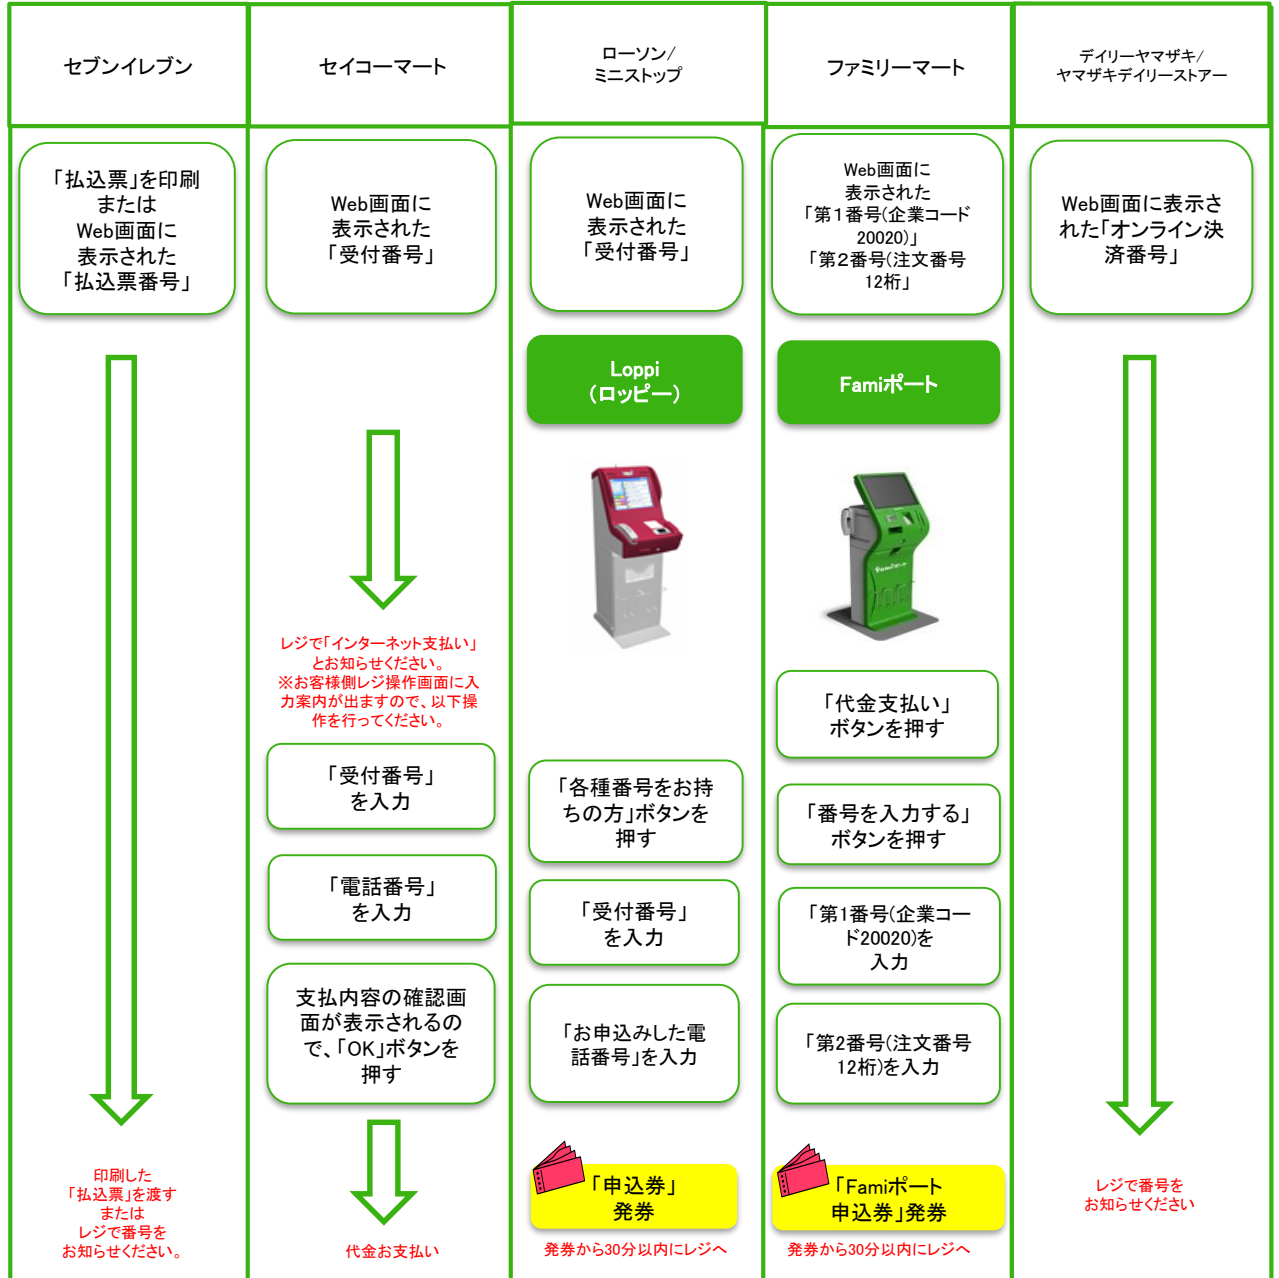 セブンイレブン
セイコーマート
ローソン/
ミニストップ
ファミリーマート
デイリーヤマザキ/
ヤマザキデイリーストアー
「払込票」を印刷
または
Web画面に
表示された
「払込票番号」
Web画面に
表示された
「受付番号」
Web画面に
表示された
「受付番号」
Web画面に
表示された
「第１番号(企業コード
20020)」
「第２番号(注文番号
12桁」
Web画面に表示さ
れた「オンライン決
済番号」
Loppi
（ロッピー）
Famiポート
Famiポート
レジで「インターネット支払い」
とお知らせください。
※お客様側レジ操作画面に入
力案内が出ますので、以下操
作を行ってください。
「受付番号」
を入力
「電話番号」
を入力
支払内容の確認画
面が表示されるの
で、「OK」ボタンを
押す
「各種番号をお持
ちの方」ボタンを
押す
「受付番号」
を入力
「お申込みした電
話番号」を入力
「代金支払い」
ボタンを押す
「番号を入力する」
ボタンを押す
「第1番号(企業コー
ド20020)を
入力
「第2番号(注文番号
12桁)を入力
印刷した
「払込票」を渡す
または
レジで番号を
お知らせください。
代金お支払い
「申込券」
発券
発券から30分以内にレジへ
「Famiポート
申込券」発券
発券から30分以内にレジへ
レジで番号を
お知らせください